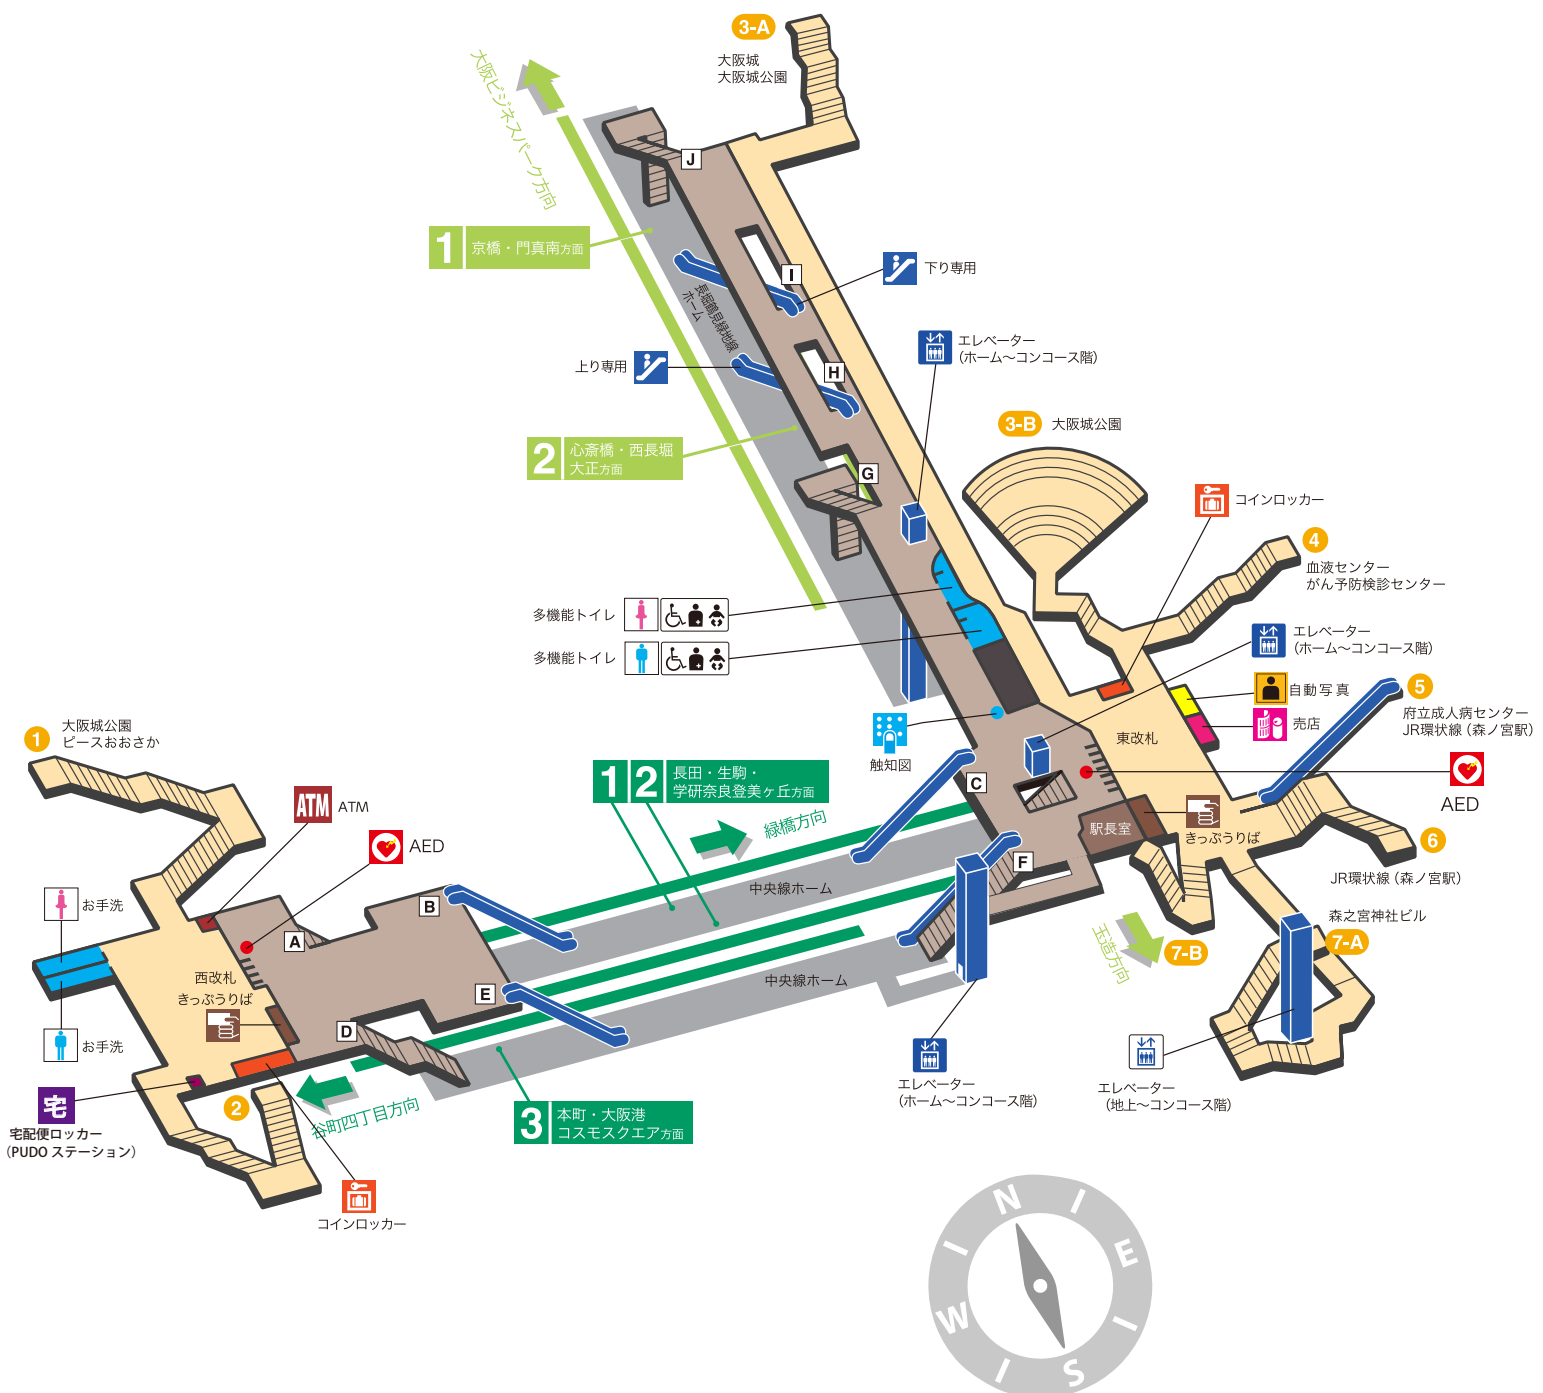 3-A
大阪城
大阪城公園
大阪ビジネスパーク方向
J
1 京橋・門真南方面
I
下り専用
長堀鶴見緑地線
ホーム
上り専用
H
エレベーター
(ホーム〜コンコース階)
3-B 大阪城公園
2 心斎橋・西長堀
大正方面
G
コインロッカー
4
血液センター
がん予防検診センター
多機能トイレ
多機能トイレ
エレベーター
(ホーム〜コンコース階)
自動写真
売店
5
府立成人病センター
JR環状線(森ノ宮駅)
触知図
東改札
AED
1
大阪城公園
ピースおおさか
ATM ATM
AED
1 2 長田・生駒・
学研奈良登美ヶ丘方面
緑橋方向
C
駅長室
きっぷうりば
6
JR環状線(森ノ宮駅)
F
中央線ホーム
お手洗
B
A
西改札
きっぷうりば
E
D
中央線ホーム
玉造方向
7-B
森之宮神社ビル
7-A
お手洗
宅
宅配便ロッカー
(PUDO ステーション)
2
谷町四丁目方向
3 本町・大阪港
コスモスクエア方面
エレベーター
(ホーム〜コンコース階)
エレベーター
(地上〜コンコース階)
コインロッカー
N
E
W
S